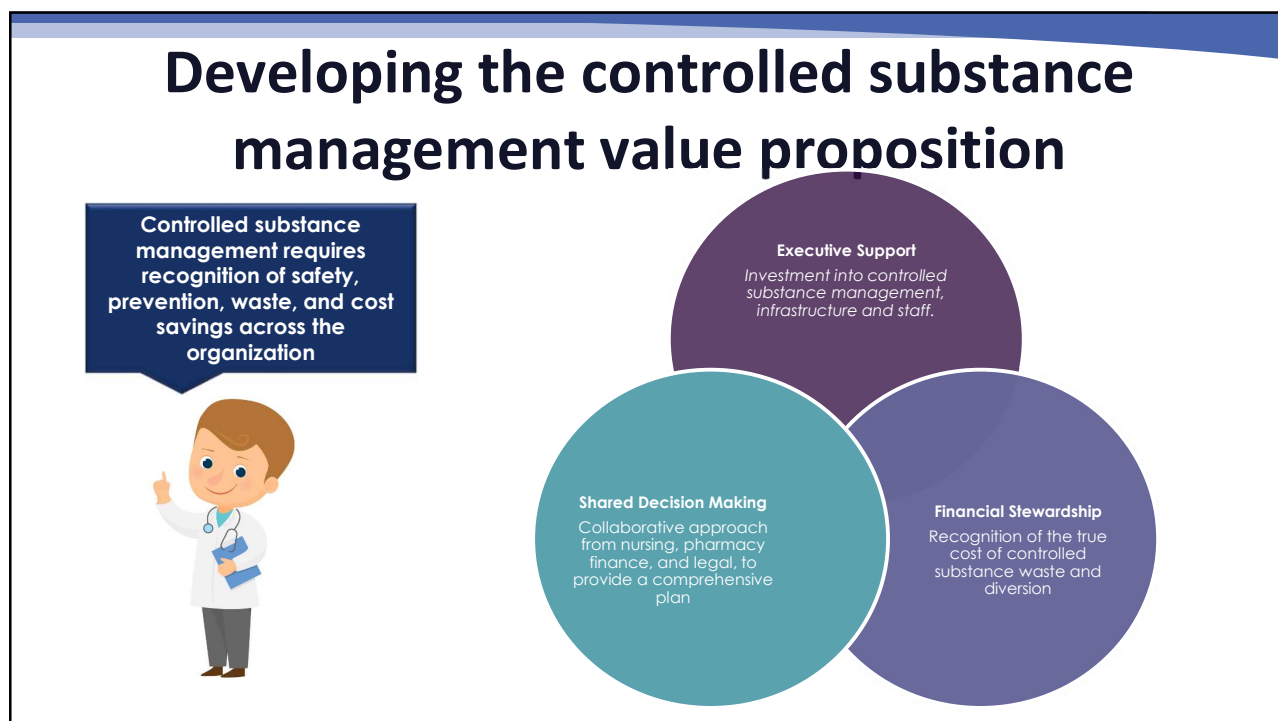 Developing the controlled substance
management value proposition
Controlled substance
management requires
recognition of safety,
prevention, waste, and cost
savings across the
organization
Executive Support
Investment into controlled
substance management,
infrastructure and staff.
Shared Decision Making
Collaborative approach
from nursing, pharmacy
finance, and legal, to
provide a comprehensive
plan
Financial Stewardship
Recognition of the true
cost of controlled
substance waste and
diversion